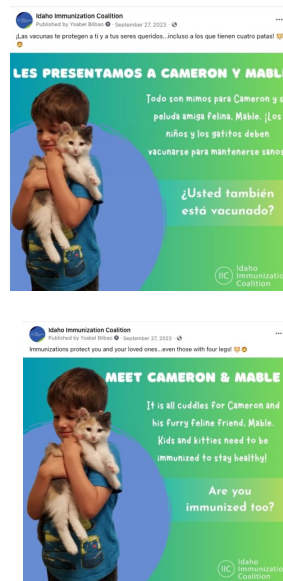 Idaho Immunization Coalition
Published by Ysabel Bilbao · September 27, 2023 ·
¡Las vacunas te protegen a ti y a tus seres queridos...incluso a los que tienen cuatro patas! 😻
LES PRESENTAMOS A CAMERON Y MABL
Todo son mimos para Cameron y s
peluda amiga felina, Mable. ¡Los
niños y los gatitos deben
vacunarse para mantenerse sanos
¿Usted también
está vacunado?
IIC
Idaho
Immunizatio
Coalition
Idaho Immunization Coalition
Published by Ysabel Bilbao · September 27, 2023 ·
Immunizations protect you and your loved ones...even those with four legs!
MEET CAMERON & MABLE
It is all cuddles for Cameron and
his furry feline friend, Mable.
Kids and kitties need to be
immunized to stay healthy!
Are you
immunized too?
IIC
Idaho
Immunizatio
Coalition